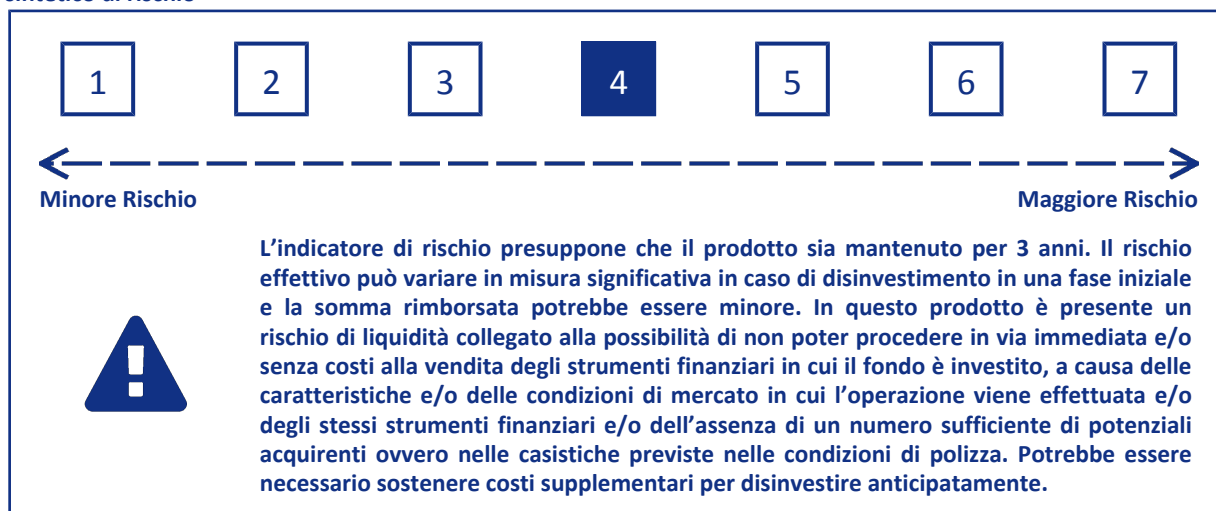 sintetico di rischio
1 2 3 4 5 6 7
Minore Rischio Maggiore Rischio
L’indicatore di rischio presuppone che il prodotto sia mantenuto per 3 anni. Il rischio
effettivo può variare in misura significativa in caso di disinvestimento in una fase iniziale
e la somma rimborsata potrebbe essere minore. In questo prodotto è presente un
rischio di liquidità collegato alla possibilità di non poter procedere in via immediata e/o
senza costi alla vendita degli strumenti finanziari in cui il fondo è investito, a causa delle
caratteristiche e/o delle condizioni di mercato in cui l’operazione viene effettuata e/o
degli stessi strumenti finanziari e/o dell’assenza di un numero sufficiente di potenziali
acquirenti ovvero nelle casistiche previste nelle condizioni di polizza. Potrebbe essere
necessario sostenere costi supplementari per disinvestire anticipatamente.